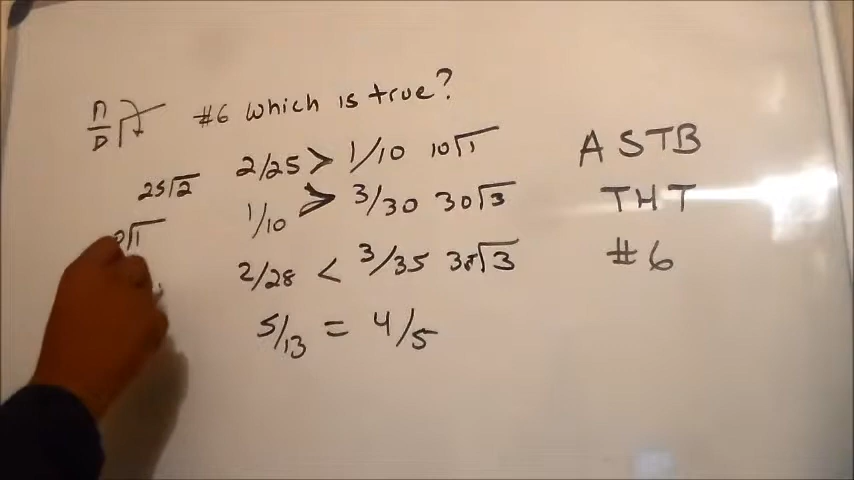 n/D #6 which is true?
25√2 2/25 > 1/10 10√1
√1 1/10 > 3/30 30√3
2/28 < 3/35 35√3
5/13 = 4/5
ASTB
THT
#6